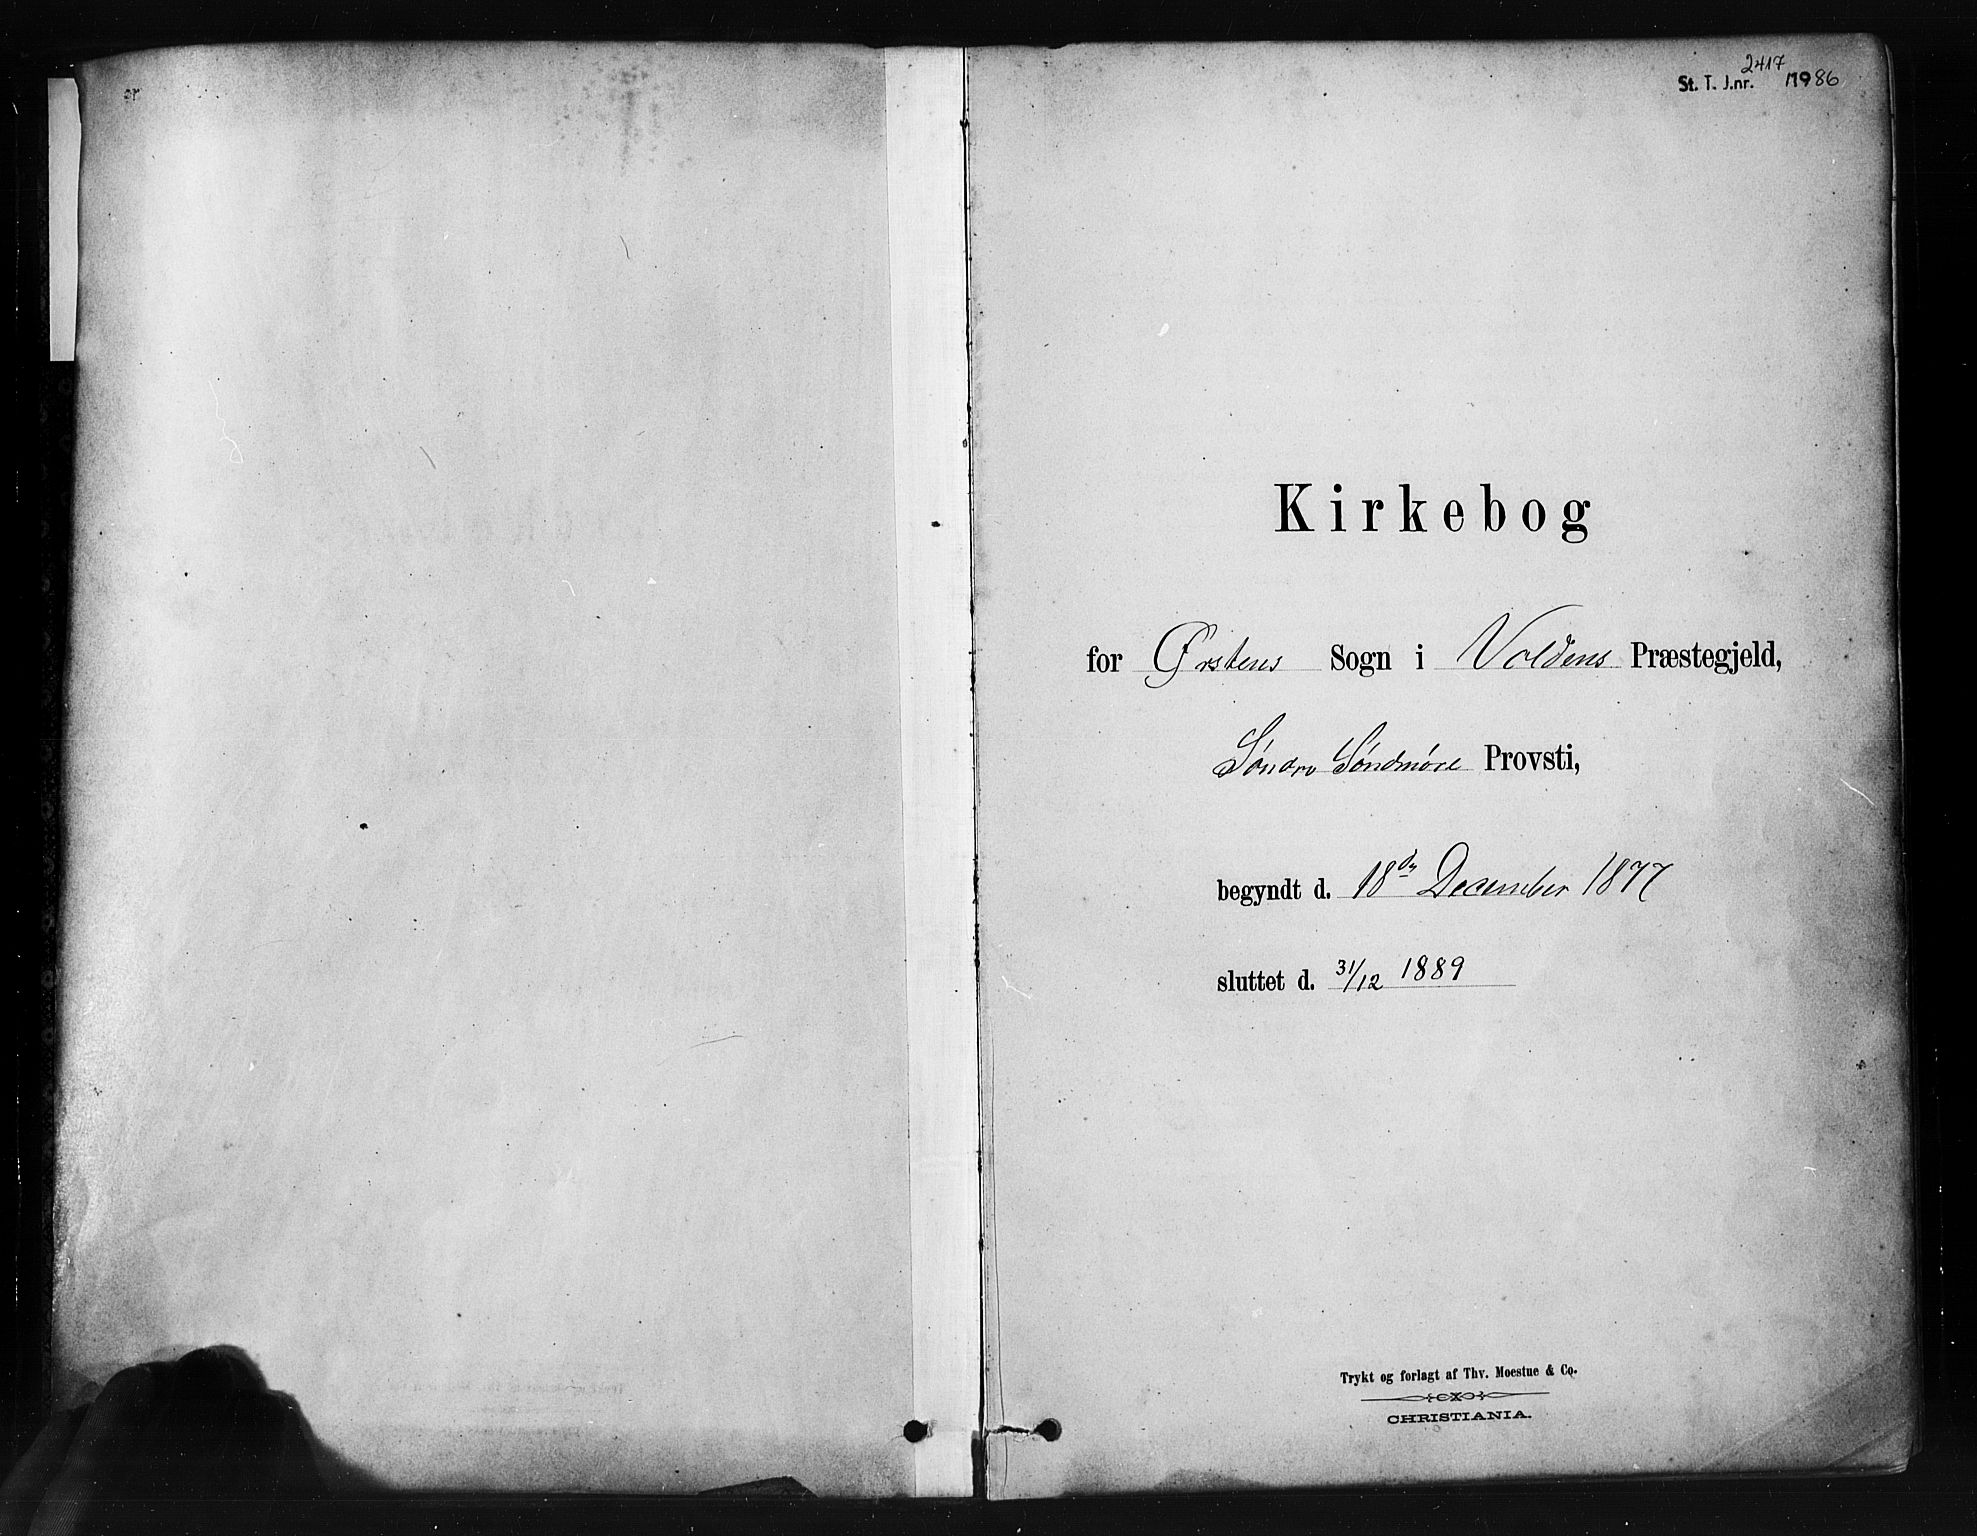 2417
St. T. J.nr. 1986
Kirkebog
for Ørstens Sogn i Voldens Præstegjeld,
Søndre Søndmøre Provsti,
begyndt d. 18de December 1877
sluttet d. 31/12 1889
Trykt og forlagt af Thv. Moestue & Co.
CHRISTIANIA.